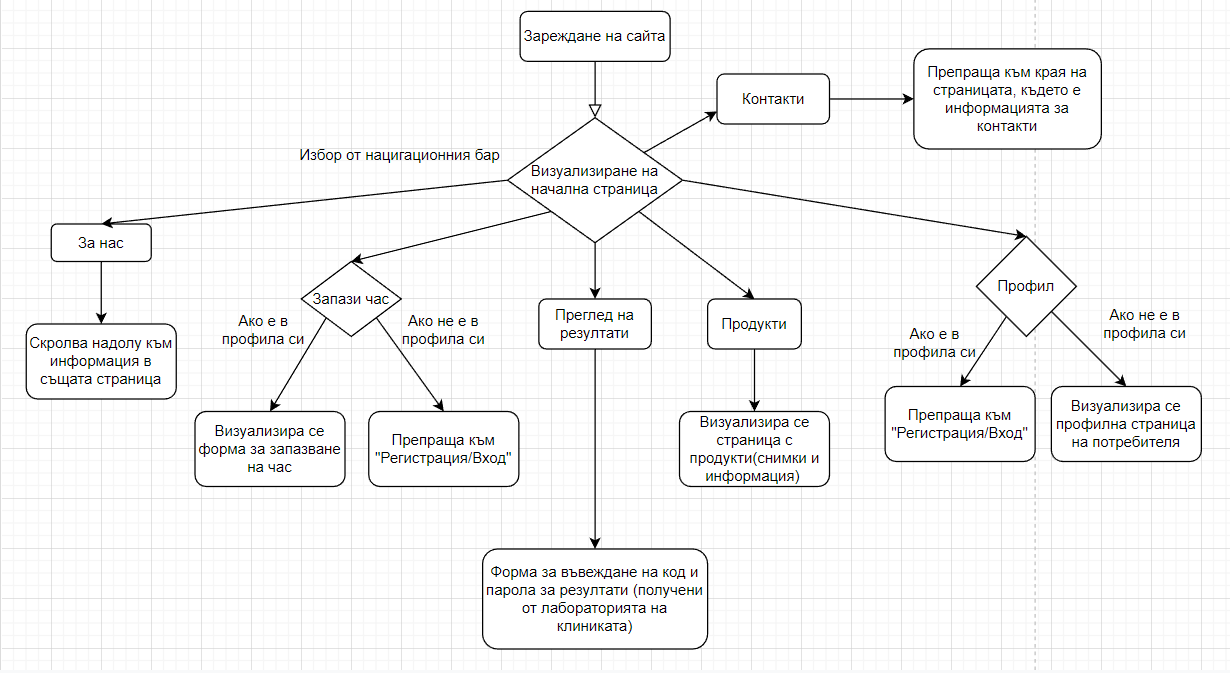 Зареждане на сайта
Контакти
Препраща към края на
страницата, където е
информацията за
контакти
Избор от нацигационния бар
Визуализиране на
начална страница
За нас
Скролва надолу към
информация в
същата страница
Запази час
Ако е в
профила си
Ако не е в
профила си
Визуализира се
форма за запазване
на час
Препраща към
"Регистрация/Вход"
Преглед на
резултати
Форма за въвеждане на код и
парола за резултати (получени
от лабораторията на
клиниката)
Продукти
Визуализира се
страница с
продукти(снимки и
информация)
Профил
Ако е в
профила си
Ако не е в
профила си
Препраща към
"Регистрация/Вход"
Визуализира се
профилна страница
на потребителя